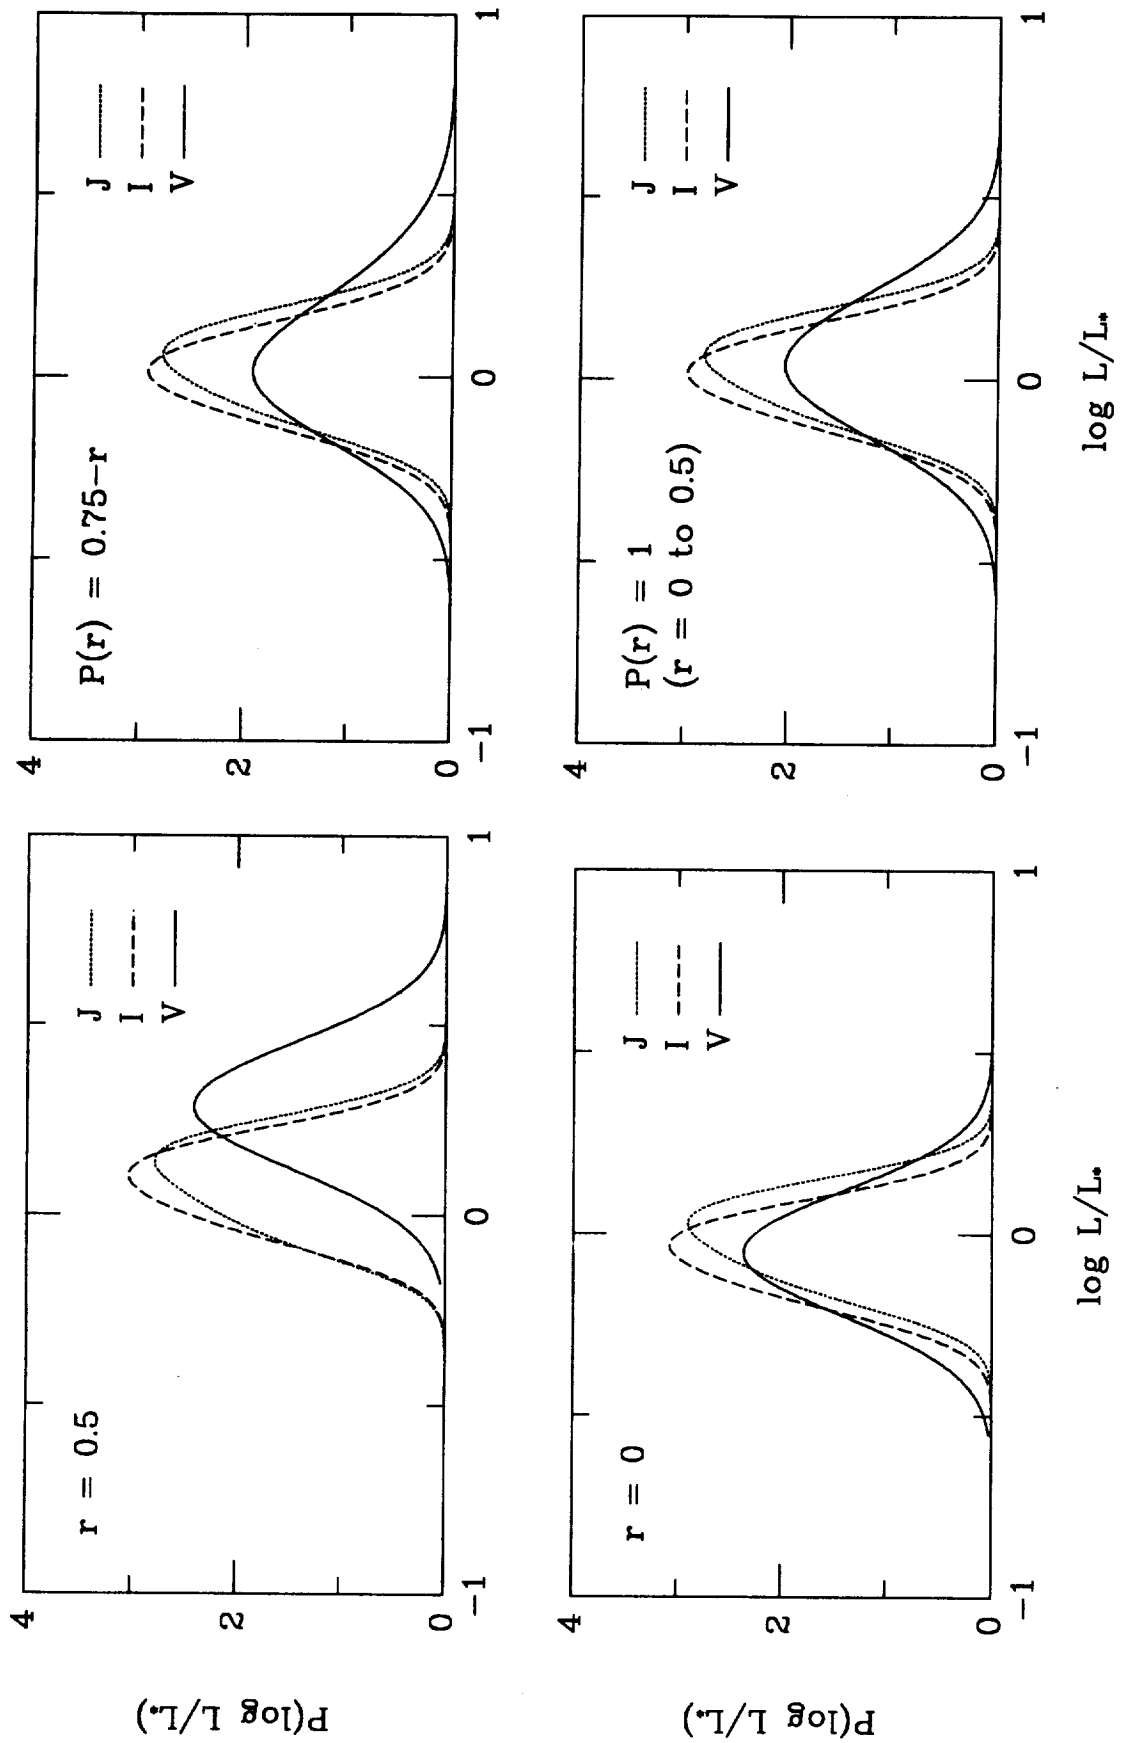 P(log L/L*)
4
2
0
r = 0.5
J
I
V
-1
0
1
4
2
0
P(r) = 0.75-r
J
I
V
-1
0
1
P(log L/L*)
4
2
0
r = 0
J
I
V
-1
0
1
log L/L*
4
2
0
P(r) = 1
(r = 0 to 0.5)
J
I
V
-1
0
1
log L/L*